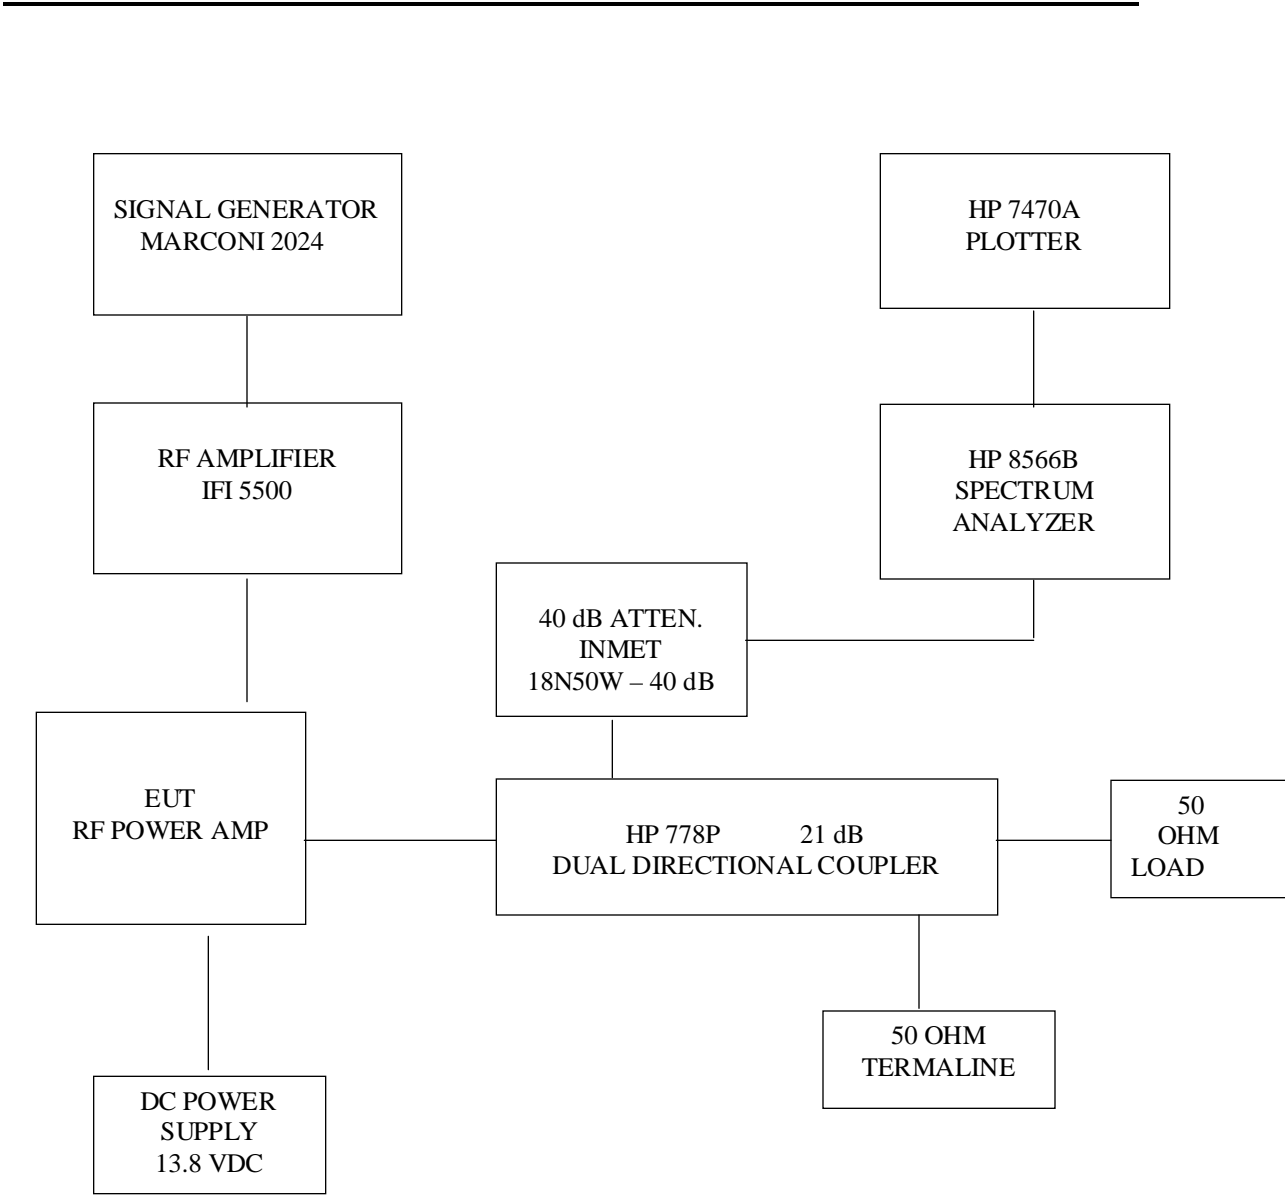 SIGNAL GENERATOR
MARCONI 2024
HP 7470A
PLOTTER
RF AMPLIFIER
IFI 5500
HP 8566B
SPECTRUM
ANALYZER
40 dB ATTEN.
INMET
18N50W – 40 dB
EUT
RF POWER AMP
HP 778P 21 dB
DUAL DIRECTIONAL COUPLER
50
OHM
LOAD
50 OHM
TERMALINE
DC POWER
SUPPLY
13.8 VDC